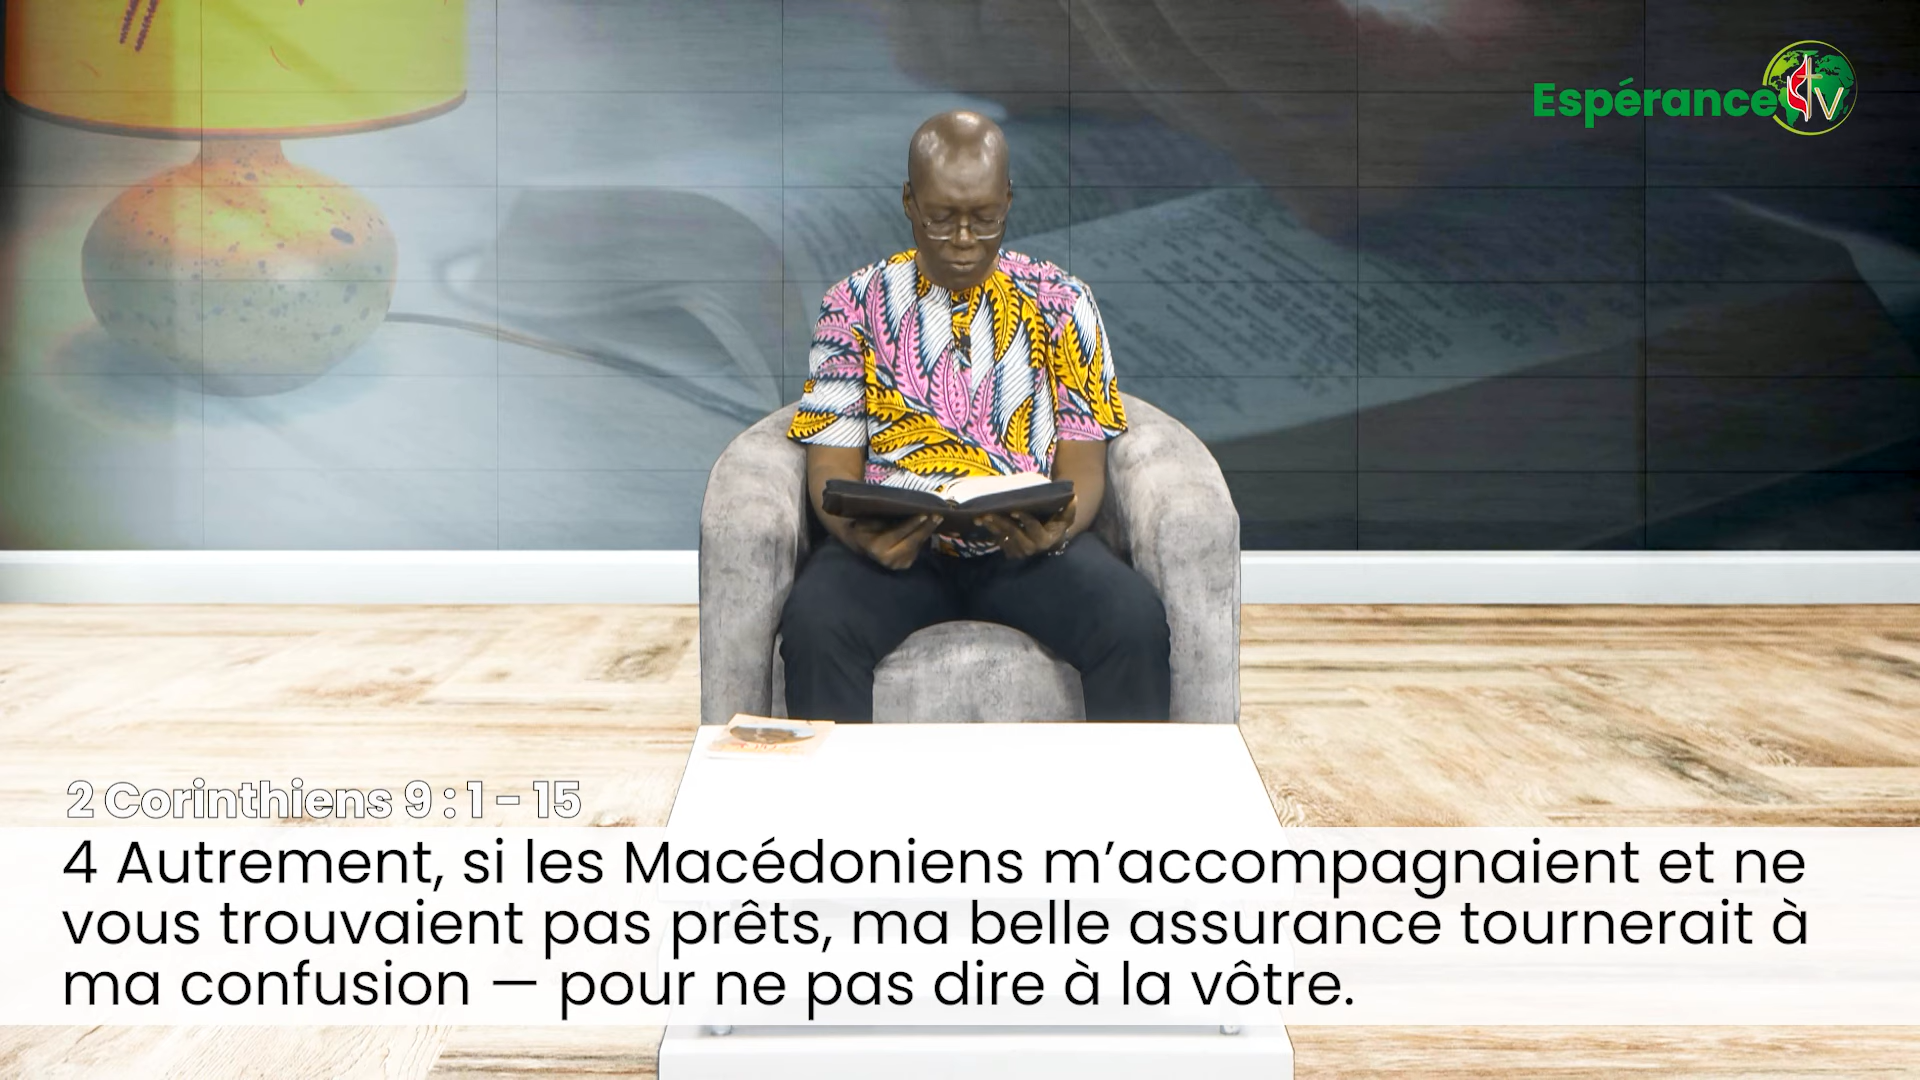 Espérance TV
2 Corinthiens 9 : 1 - 15
4 Autrement, si les Macédoniens m’accompagnaient et ne
vous trouvaient pas prêts, ma belle assurance tournerait à
ma confusion — pour ne pas dire à la vôtre.